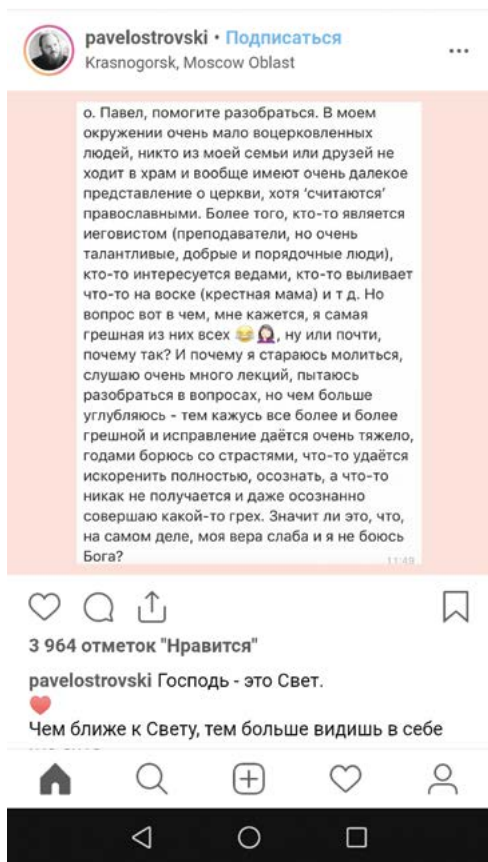 pavelostrovski • Подписаться
Krasnogorsk, Moscow Oblast
о. Павел, помогите разобраться. В моем
окружении очень мало воцерковленных
людей, никто из моей семьи или друзей не
ходит в храм и вообще имеют очень далекое
представление о церкви, хотя ‘считаются’
православными. Более того, кто-то является
иеговистом (преподаватели, но очень
талантливые, добрые и порядочные люди),
кто-то интересуется ведами, кто-то выливает
что-то на воске (крестная мама) и т д. Но
вопрос вот в чем, мне кажется, я самая
грешная из них всех 😂🤦🏻‍♀️, ну или почти,
почему так? И почему я стараюсь молиться,
слушаю очень много лекций, пытаюсь
разобраться в вопросах, но чем больше
углубляюсь - тем кажусь все более и более
грешной и исправление даётся очень тяжело,
годами борюсь со страстями, что-то удаётся
искоренить полностью, осознать, а что-то
никак не получается и даже осознанно
совершаю какой-то грех. Значит ли это, что,
на самом деле, моя вера слаба и я не боюсь
Бога?
11:49
3 964 отметок "Нравится"
pavelostrovski Господь - это Свет.
❤️
Чем ближе к Свету, тем больше видишь в себе